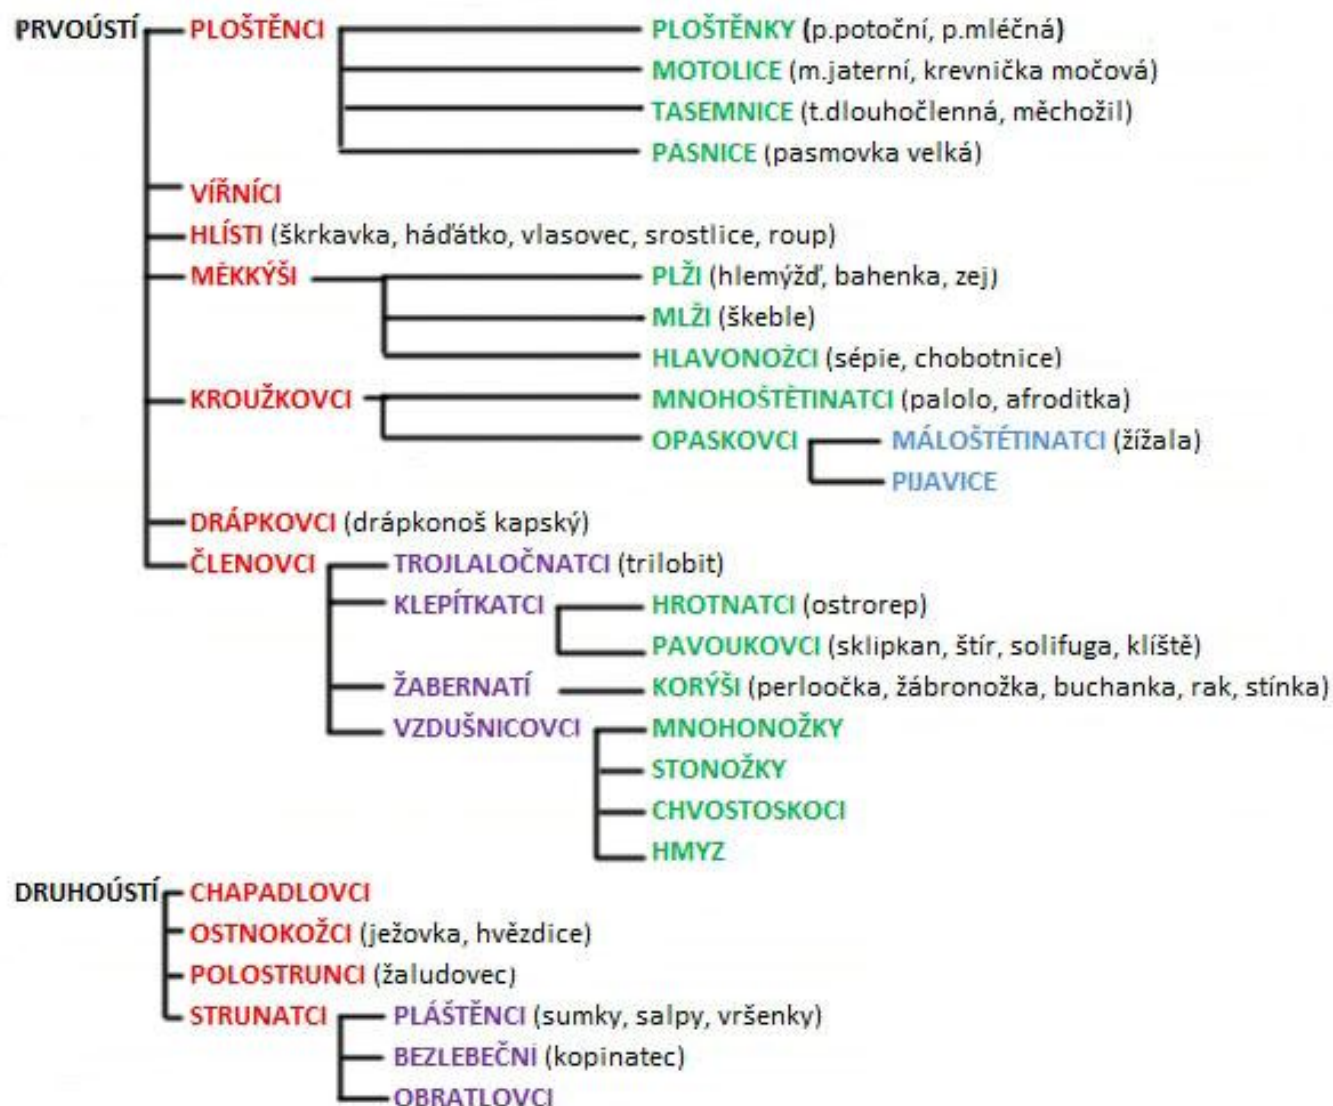 PRVOÚSTÍ PLOŠTĚNCI PLOŠTĚNKY (p.potoční, p.mléčná)
MOTOLICE (m.jaterní, krevnička močová)
TASEMNICE (t.dlouhočlenná, měchožil)
PÁSNICE (pasmovka velká)
VÍŘNÍCI
HLÍSTI (škrkavka, háďátko, vlasovec, srostlice, roup)
MĚKKÝŠI PLŽI (hlemýžď, bahenka, zej)
MLŽI (škeble)
HLAVONOŽCI (sépie, chobotnice)
KROUŽKOVCI MNOHOŠTĚTINATCI (palolo, afroditka)
OPASKOVCI MÁLOŠTĚTINATCI (žížala)
PIJAVICE
DRÁPKOVCI (drápkonoš kapský)
ČLENOVCI TROJLALOČNATCI (trilobit)
KLEPÍTKATCI HROTNATCI (ostrorep)
PAVOUKOVCI (sklipkan, štír, solifuga, klíště)
ŽABERNATÍ KORÝŠI (perloočka, žábronožka, buchanka, rak, stínka)
VZDUŠNICOVCI MNOHONOŽKY
STONOŽKY
CHVOSTOSKOCI
HMYZ
DRUHOÚSTÍ CHAPADLOVCI
OSTNOKOŽCI (ježovka, hvězdice)
POLOSTRUNCI (žaludovec)
STRUNATCI PLÁŠTĚNCI (sumky, salpy, vršenky)
BEZLEBEČNÍ (kopinatec)
OBRATLOVCI